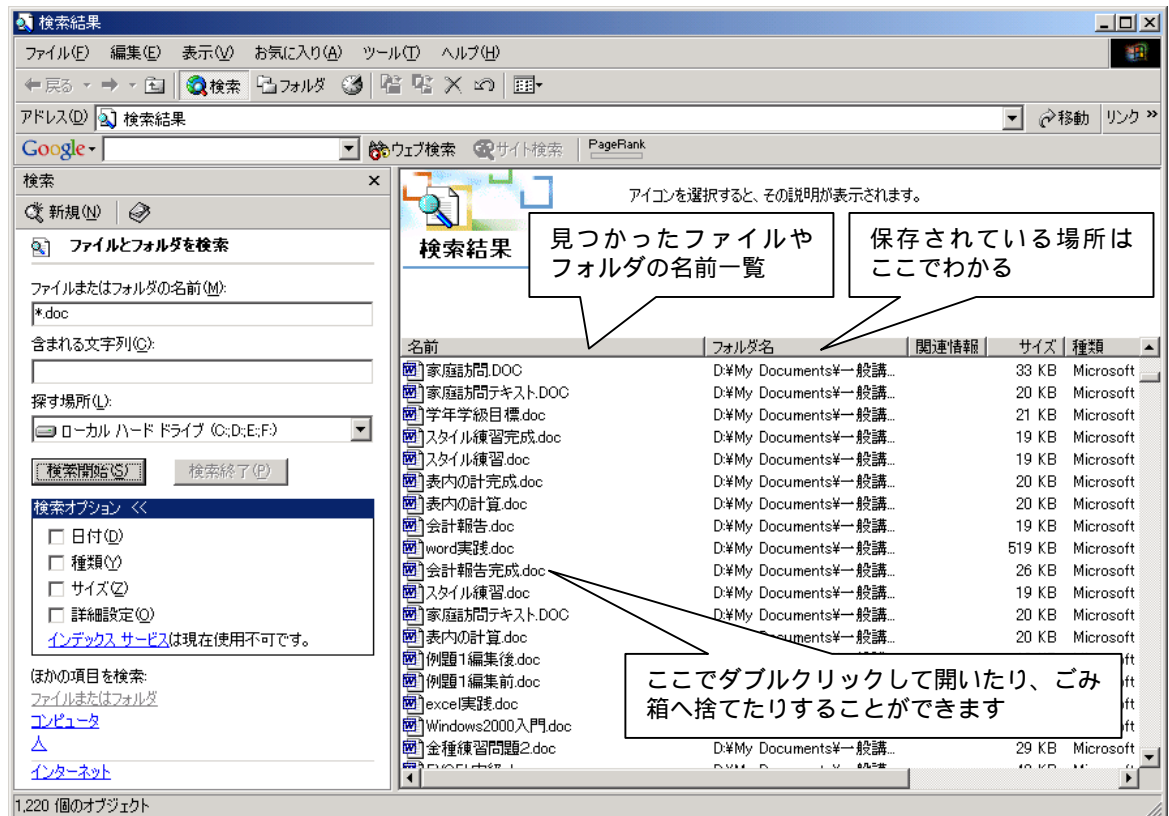 検索結果
ファイル(F) 編集(E) 表示(V) お気に入り(A) ツール(T) ヘルプ(H)
戻る 検索 フォルダ
アドレス(D) 検索結果 移動 リンク »
Google ウェブ検索 サイト検索 PageRank
検索 ×
新規(N)
ファイルとフォルダを検索
ファイルまたはフォルダの名前(M):
*.doc
含まれる文字列(C):
探す場所(L):
ローカル ハード ドライブ (C:;D:;E:;F:)
検索開始(S) 検索終了(P)
検索オプション <<
日付(D)
種類(Y)
サイズ(Z)
詳細設定(O)
インデックス サービスは現在使用不可です。
ほかの項目を検索:
ファイルまたはフォルダ
コンピュータ
人
インターネット
アイコンを選択すると、その説明が表示されます。
検索結果
見つかったファイルや
フォルダの名前一覧
保存されている場所は
ここでわかる
名前 フォルダ名 関連情報 サイズ 種類
家庭訪問.DOC D:¥My Documents¥一般講... 33 KB Microsoft
家庭訪問テキスト.DOC D:¥My Documents¥一般講... 20 KB Microsoft
学年学級目標.doc D:¥My Documents¥一般講... 21 KB Microsoft
スタイル練習完成.doc D:¥My Documents¥一般講... 19 KB Microsoft
スタイル練習.doc D:¥My Documents¥一般講... 19 KB Microsoft
表内の計完成.doc D:¥My Documents¥一般講... 20 KB Microsoft
表内の計算.doc D:¥My Documents¥一般講... 20 KB Microsoft
会計報告.doc D:¥My Documents¥一般講... 19 KB Microsoft
word実践.doc D:¥My Documents¥一般講... 519 KB Microsoft
会計報告完成.doc D:¥My Documents¥一般講... 26 KB Microsoft
スタイル練習.doc D:¥My Documents¥一般講... 19 KB Microsoft
家庭訪問テキスト.DOC D:¥My Documents¥一般講... 20 KB Microsoft
表内の計算.doc Documents¥一般講... 20 KB Microsoft
例題1編集後.doc
例題1編集前.doc
excel実践.doc
Windows2000入門.doc
金種練習問題2.doc D:¥My Documents¥一般講... 29 KB Microsoft
ここでダブルクリックして開いたり、ごみ
箱へ捨てたりすることができます
1,220 個のオブジェクト